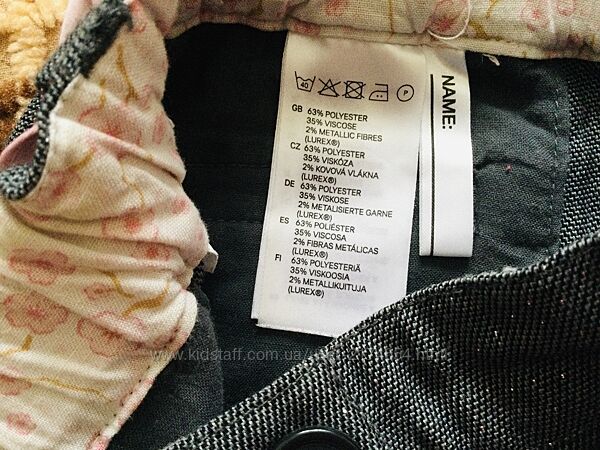 40 P
GB 63% POLYESTER
35% VISCOSE
2% METALLIC FIBRES
(LUREX®)
CZ 63% POLYESTER
35% VISKÓZA
2% KOVOVÁ VLÁKNA
(LUREX®)
DE 63% POLYESTER
35% VISKOSE
2% METALISIERTE GARNE
(LUREX®)
ES 63% POLIÉSTER
35% VISCOSA
2% FIBRAS METÁLICAS
(LUREX®)
FI 63% POLYESTERIÄ
35% VISKOOSIA
2% METALLIKUITUJA
(LUREX®)
NAME:
www.kidstaff.com.ua